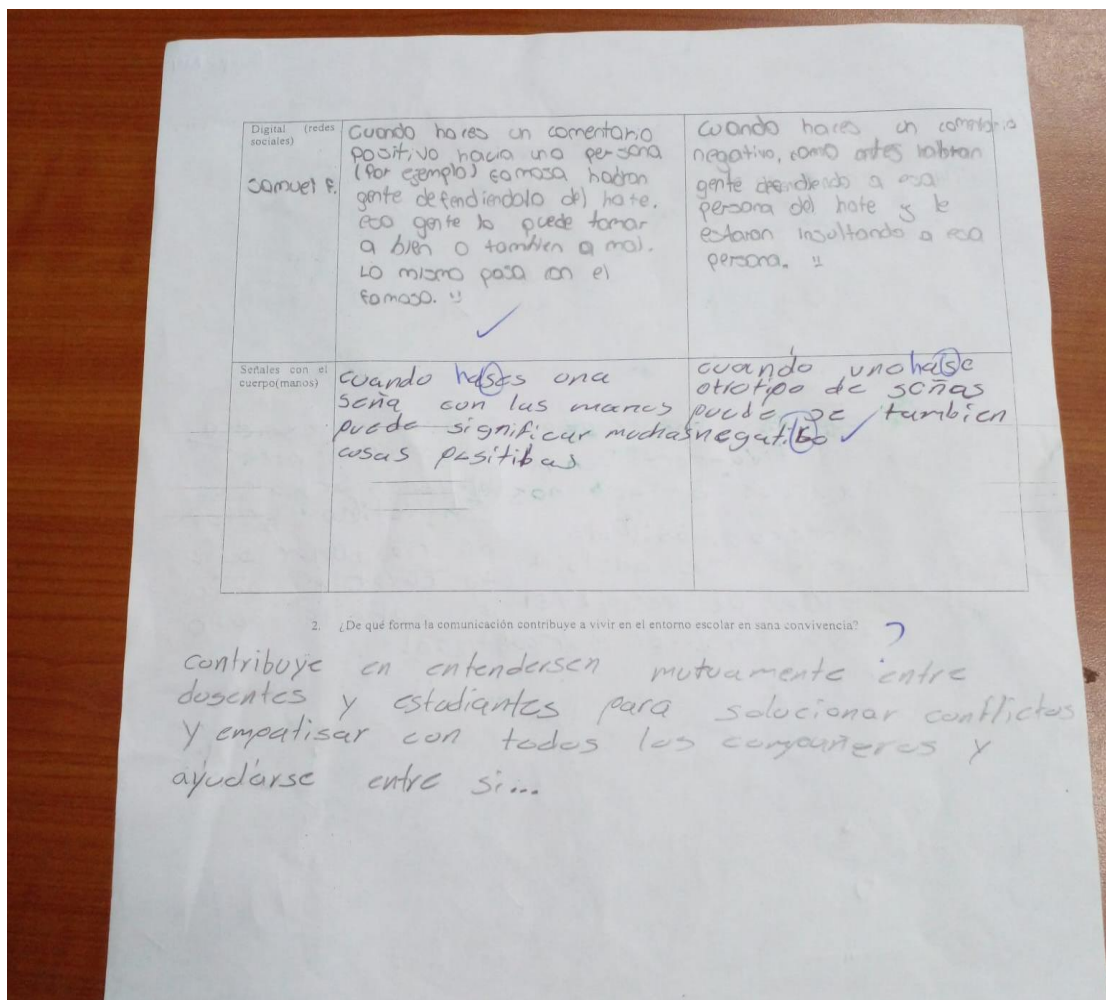 Digital (redes
sociales)
Samuel F.
Cuando haces un comentario
positivo hacia una persona
(por ejemplo) famosa habran
gente defendiendolo del hate.
esa gente lo puede tomar
a bien o tambien a mal.
Lo mismo pasa con el
famoso. !!
Cuando haces un comentario
negativo, como antes habran
gente defendiendo a esa
persona del hate y le
estaran insultando a esa
persona. !!
Señales con el
cuerpo(manos)
cuando hases una
seña con las manos
puede significar muchas
cosas positibas
cuando uno hase
otro tipo de señas
puede se tambien
negatibo
2. ¿De qué forma la comunicación contribuye a vivir en el entorno escolar en sana convivencia?
?
contribuye en entendersen mutuamente entre
dosentes y estudiantes para solucionar conflictos
y empatisar con todos los compañeros y
ayudarse entre si...